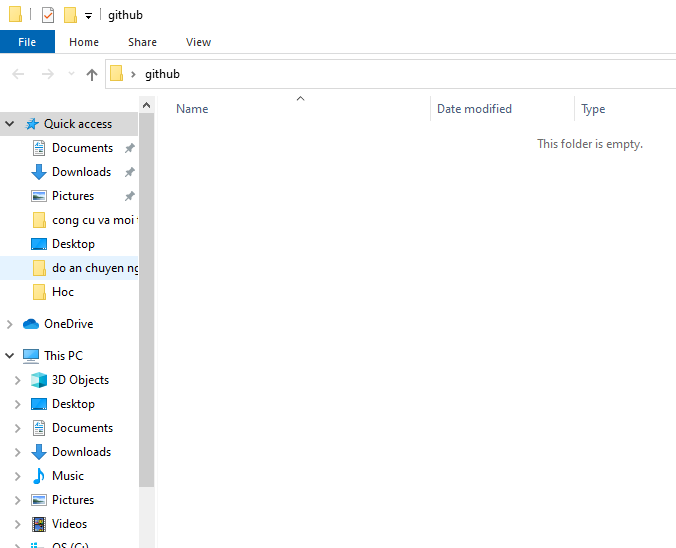 github
File Home Share View
github
Name Date modified Type
This folder is empty.
Quick access
Documents
Downloads
Pictures
cong cu va moi
Desktop
do an chuyen ng
Hoc
OneDrive
This PC
3D Objects
Desktop
Documents
Downloads
Music
Pictures
Videos
OS (C:)